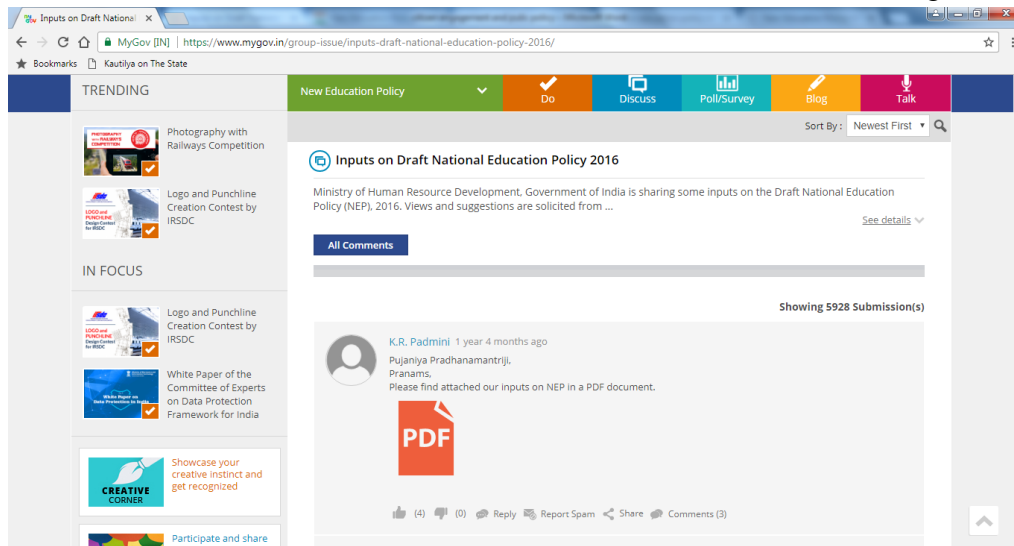 Inputs on Draft National
MyGov [IN] | https://www.mygov.in/group-issue/inputs-draft-national-education-policy-2016/
Bookmarks Kautilya on The State
TRENDING
Photography with
Railways Competition
Logo and Punchline
Creation Contest by
IRSDC
IN FOCUS
Logo and Punchline
Creation Contest by
IRSDC
White Paper of the
Committee of Experts
on Data Protection
Framework for India
CREATIVE
CORNER
Showcase your
creative instinct and
get recognized
Participate and share
New Education Policy
Do
Discuss
Poll/Survey
Blog
Talk
Sort By : Newest First
Inputs on Draft National Education Policy 2016
Ministry of Human Resource Development, Government of India is sharing some inputs on the Draft National Education
Policy (NEP), 2016. Views and suggestions are solicited from ...
See details
All Comments
Showing 5928 Submission(s)
K.R. Padmini 1 year 4 months ago
Pujaniya Pradhanamantriji,
Pranams,
Please find attached our inputs on NEP in a PDF document.
PDF
(4) (0) Reply Report Spam Share Comments (3)